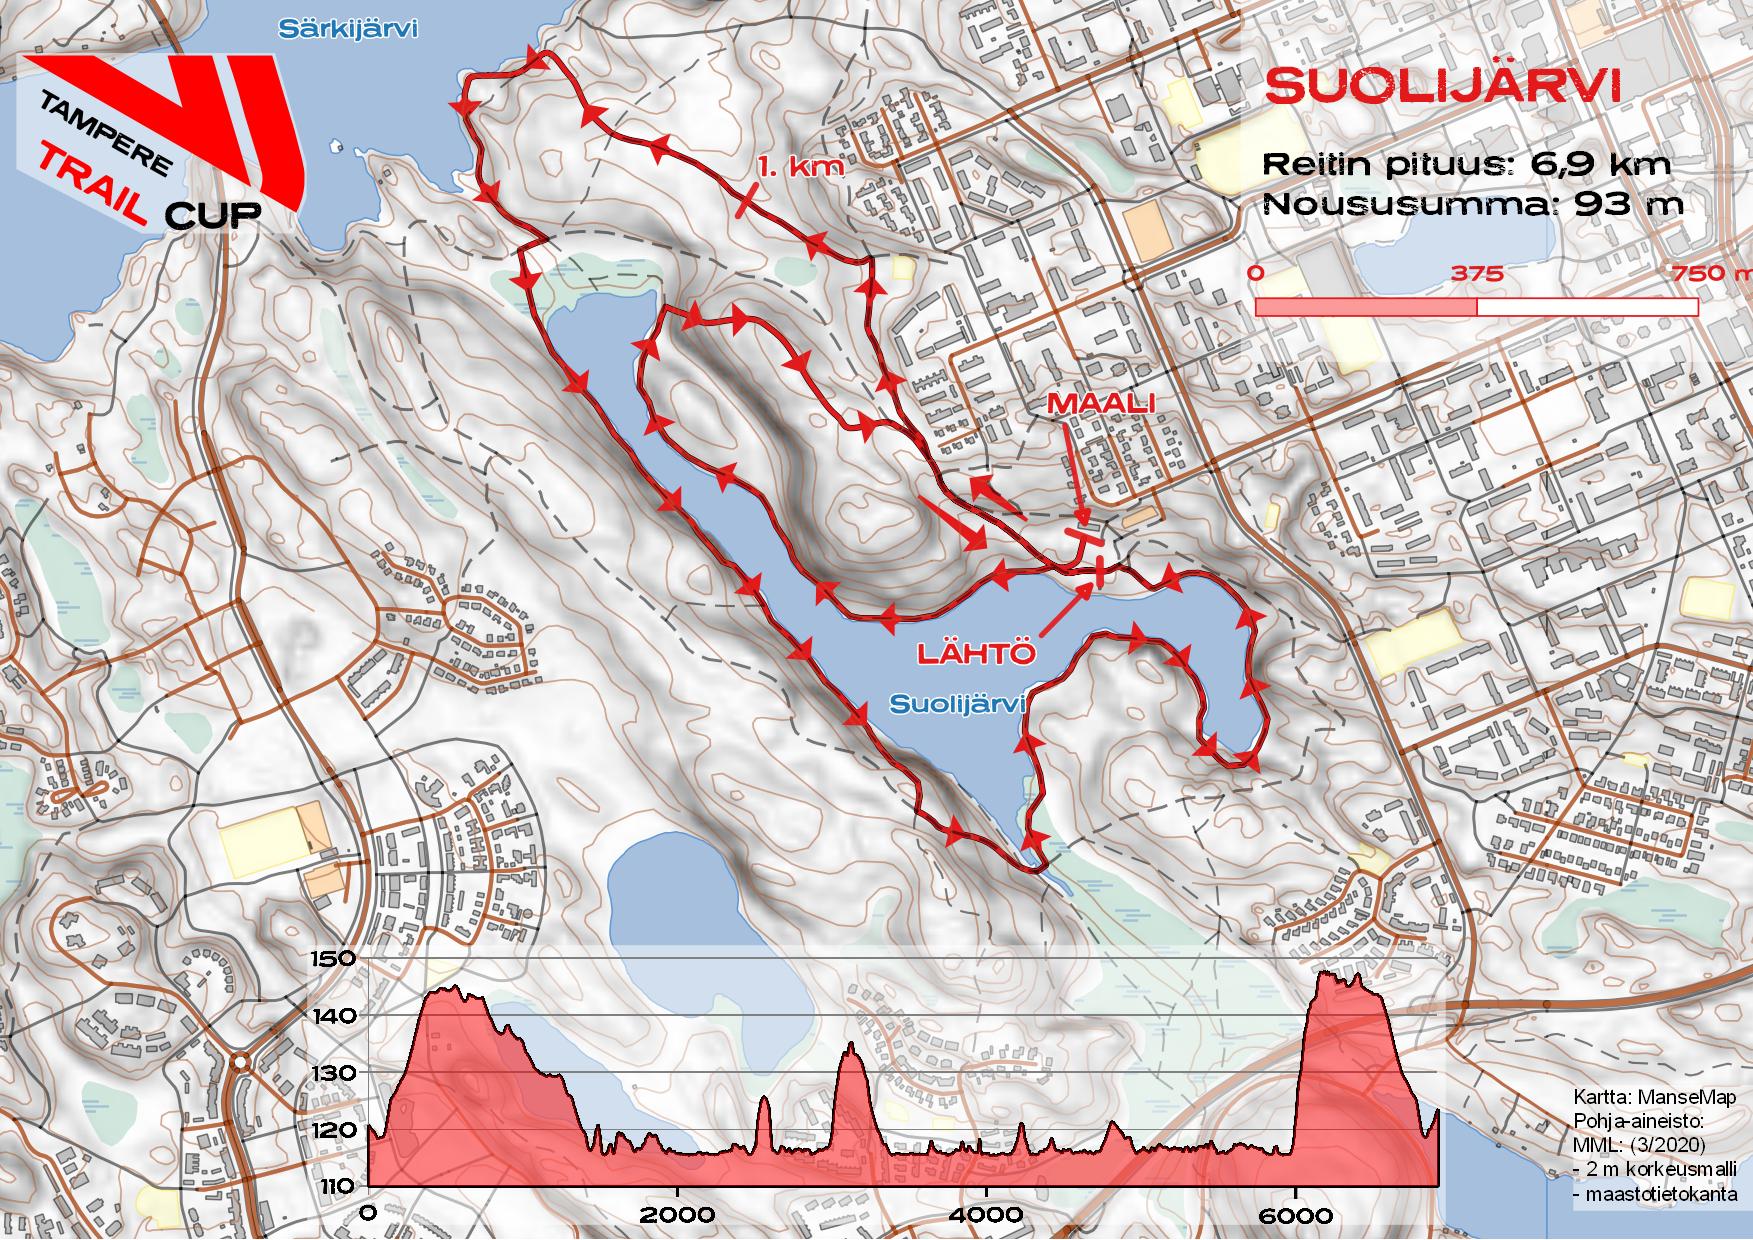 Särkijärvi
TAMPERE
TRAIL
CUP
SUOLIJÄRVI
Reitin pituus: 6,9 km
Noususumma: 93 m
0 375 750 m
1. km
MAALI
LÄHTÖ
Suolijärvi
150
140
130
120
110
0 2000 4000 6000
Kartta: ManseMap
Pohja-aineisto:
MML: (3/2020)
- 2 m korkeusmalli
- maastotietokanta